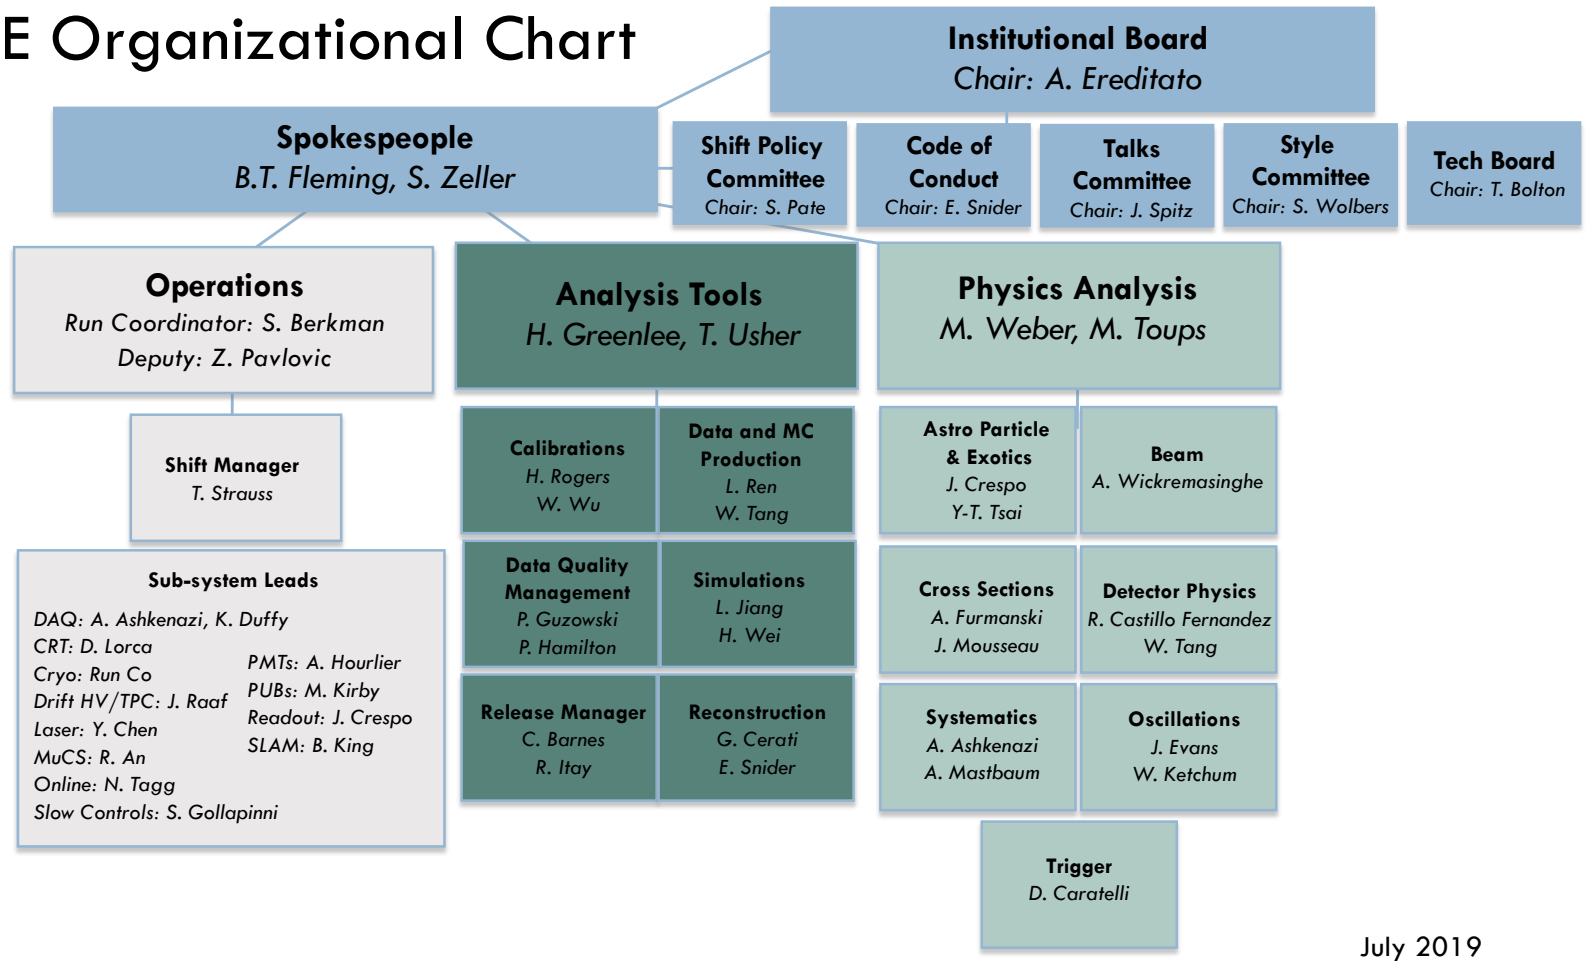 E Organizational Chart
Institutional Board
Chair: A. Ereditato
Spokespeople
B.T. Fleming, S. Zeller
Shift Policy
Committee
Chair: S. Pate
Code of
Conduct
Chair: E. Snider
Talks
Committee
Chair: J. Spitz
Style
Committee
Chair: S. Wolbers
Tech Board
Chair: T. Bolton
Operations
Run Coordinator: S. Berkman
Deputy: Z. Pavlovic
Analysis Tools
H. Greenlee, T. Usher
Physics Analysis
M. Weber, M. Toups
Shift Manager
T. Strauss
Sub-system Leads
DAQ: A. Ashkenazi, K. Duffy
CRT: D. Lorca
Cryo: Run Co
Drift HV/TPC: J. Raaf
Laser: Y. Chen
MuCS: R. An
Online: N. Tagg
Slow Controls: S. Gollapinni
PMTs: A. Hourlier
PUBs: M. Kirby
Readout: J. Crespo
SLAM: B. King
Calibrations
H. Rogers
W. Wu
Data and MC
Production
L. Ren
W. Tang
Data Quality
Management
P. Guzowski
P. Hamilton
Simulations
L. Jiang
H. Wei
Release Manager
C. Barnes
R. Itay
Reconstruction
G. Cerati
E. Snider
Astro Particle
& Exotics
J. Crespo
Y-T. Tsai
Beam
A. Wickremasinghe
Cross Sections
A. Furmanski
J. Mousseau
Detector Physics
R. Castillo Fernandez
W. Tang
Systematics
A. Ashkenazi
A. Mastbaum
Oscillations
J. Evans
W. Ketchum
Trigger
D. Caratelli
July 2019